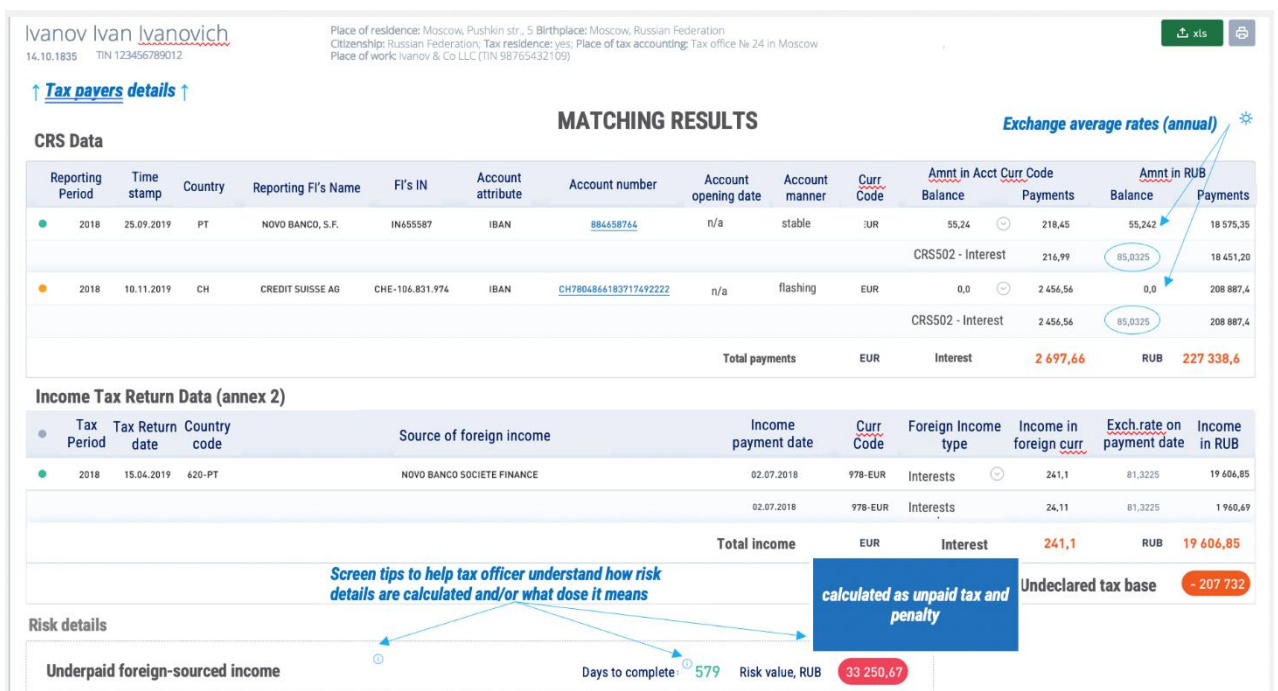 Ivanov Ivan Ivanovich
14.10.1835 TIN 123456789012
Place of residence: Moscow, Pushkin str., 5 Birthplace: Moscow, Russian Federation
Citizenship: Russian Federation; Tax residence: yes; Place of tax accounting: Tax office № 24 in Moscow
Place of work: Ivanov & Co LLC (TIN 98765432109)
xls
↑ Tax payers details ↑
MATCHING RESULTS
Exchange average rates (annual)
CRS Data
Reporting Period Time stamp Country Reporting FI's Name FI's IN Account attribute Account number Account opening date Account manner Curr Code Amnt in Acct Curr Code Balance Payments Amnt in RUB Balance Payments
2018 25.09.2019 PT NOVO BANCO, S.F. IN655587 IBAN 884658764 n/a stable :UR 55,24 218,45 55,242 18 575,35
CRS502 - Interest 216,99 85,0325 18 451,20
2018 10.11.2019 CH CREDIT SUISSE AG CHE-106.831.974 IBAN CH7804866183717492222 n/a flashing EUR 0,0 2 456,56 0,0 208 887,4
CRS502 - Interest 2 456,56 85,0325 208 887,4
Total payments EUR Interest 2 697,66 RUB 227 338,6
Income Tax Return Data (annex 2)
Tax Period Tax Return date Country code Source of foreign income Income payment date Curr Code Foreign Income type Income in foreign curr Exch.rate on payment date Income in RUB
2018 15.04.2019 620-PT NOVO BANCO SOCIETE FINANCE 02.07.2018 978-EUR Interests 241,1 81,3225 19 606,85
02.07.2018 978-EUR Interests 24,11 81,3225 1 960,69
Total income EUR Interest 241,1 RUB 19 606,85
Screen tips to help tax officer understand how risk
details are calculated and/or what dose it means
calculated as unpaid tax and
penalty
Undeclared tax base - 207 732
Risk details
Underpaid foreign-sourced income Days to complete: 579 Risk value, RUB 33 250,67